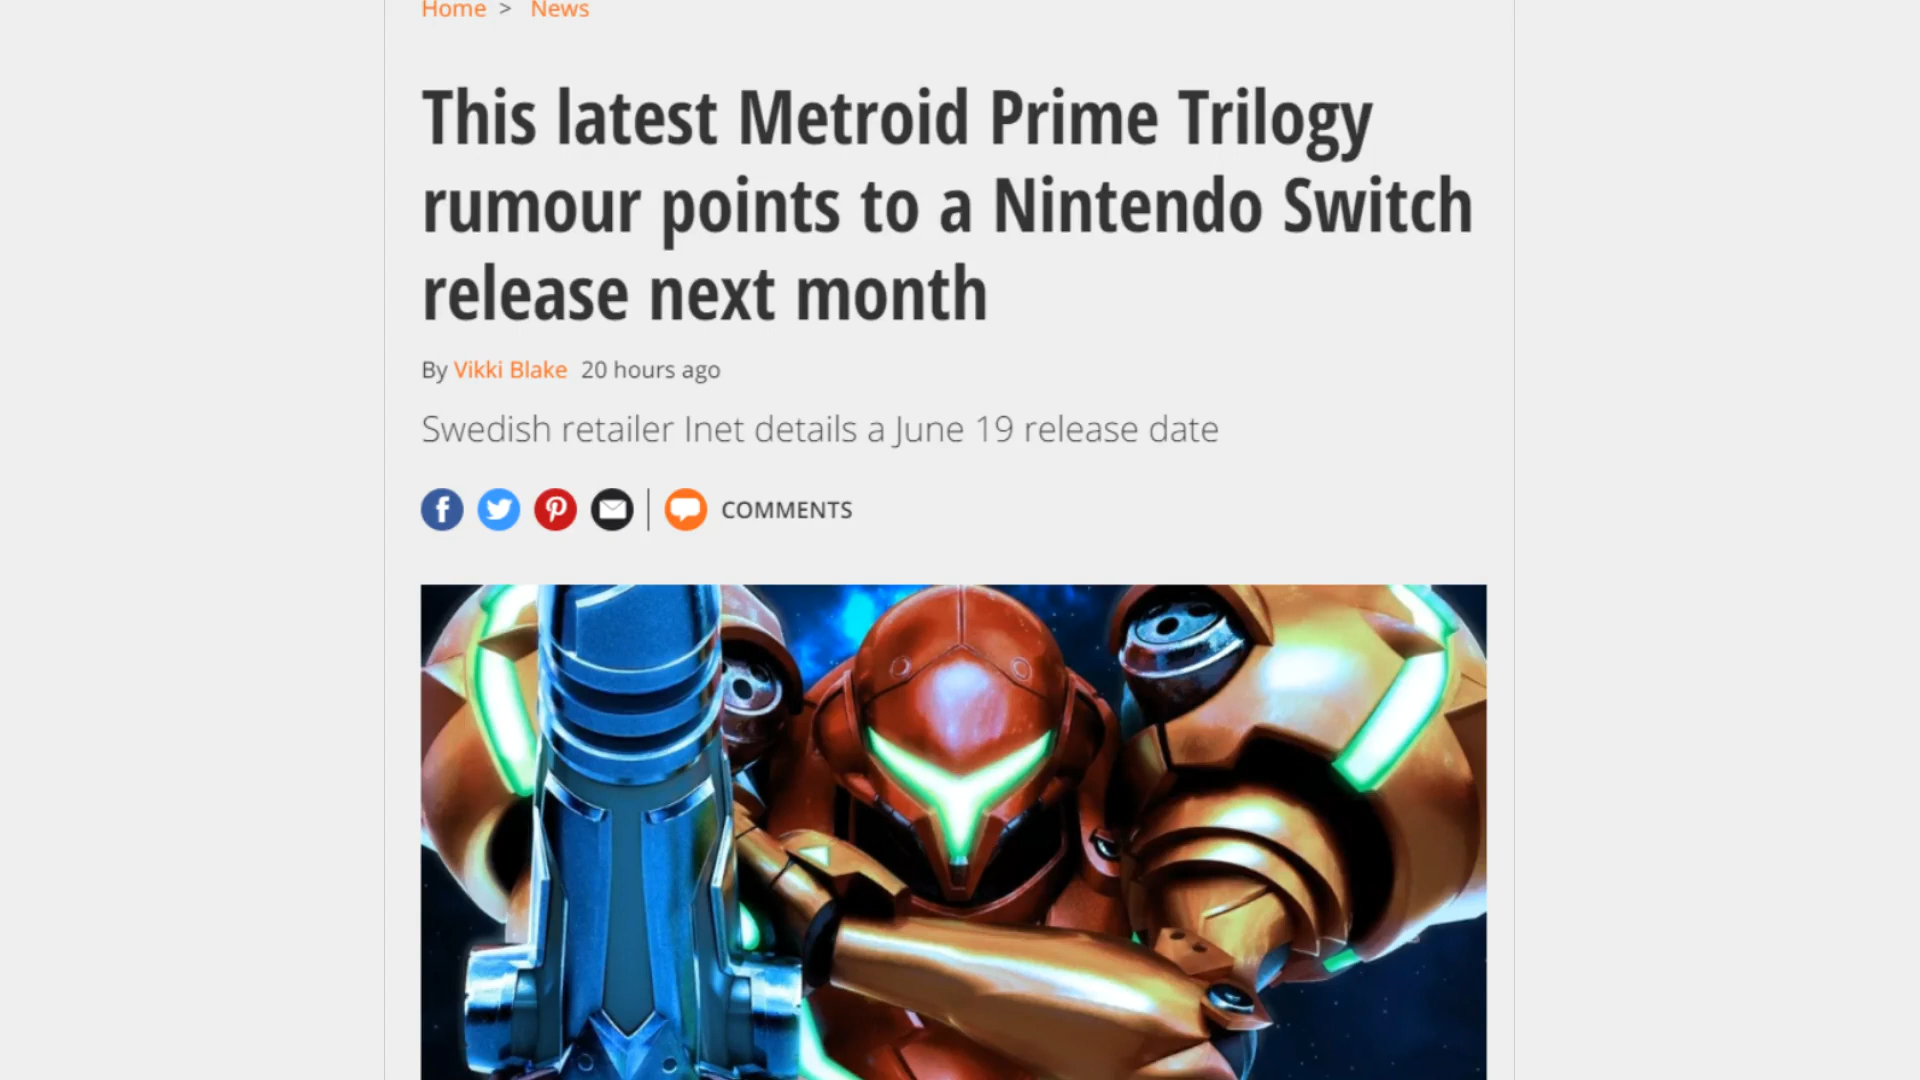 Home > News
This latest Metroid Prime Trilogy
rumour points to a Nintendo Switch
release next month
By Vikki Blake 20 hours ago
Swedish retailer Inet details a June 19 release date
COMMENTS